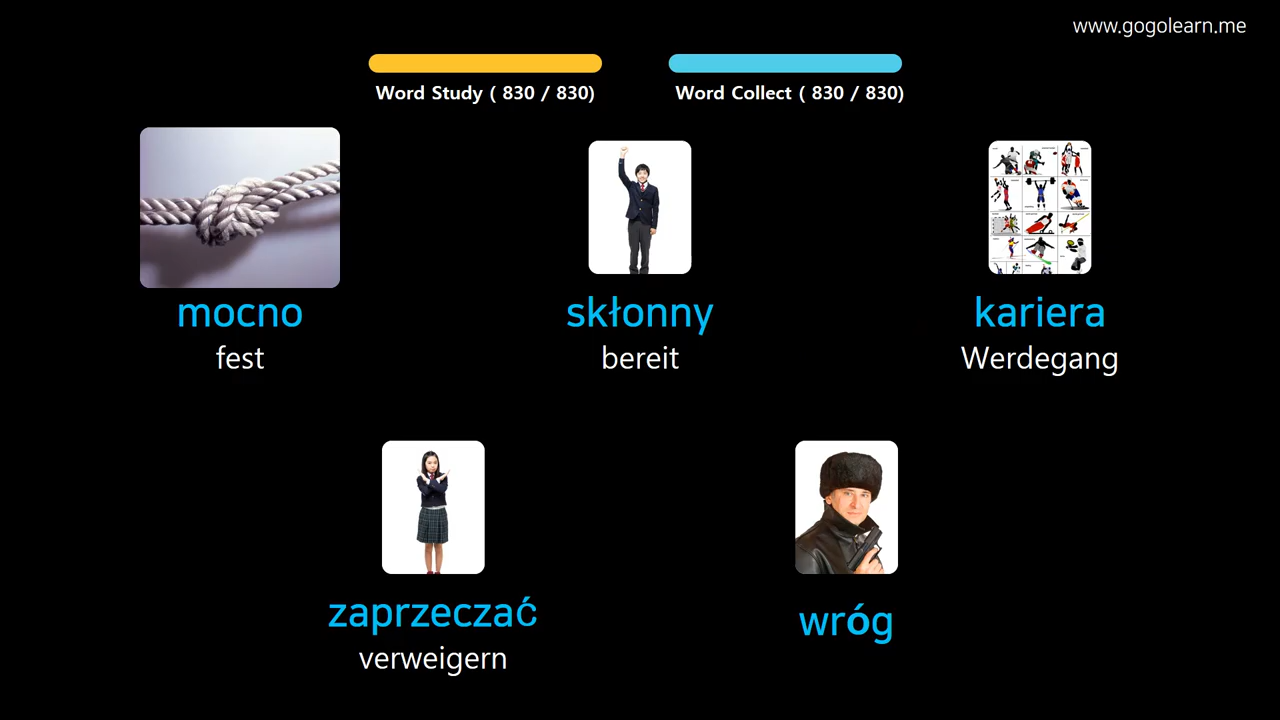 www.gogolearn.me
Word Study ( 830 / 830)
Word Collect ( 830 / 830)
mocno
fest
skłonny
bereit
kariera
Werdegang
zaprzeczać
verweigern
wróg